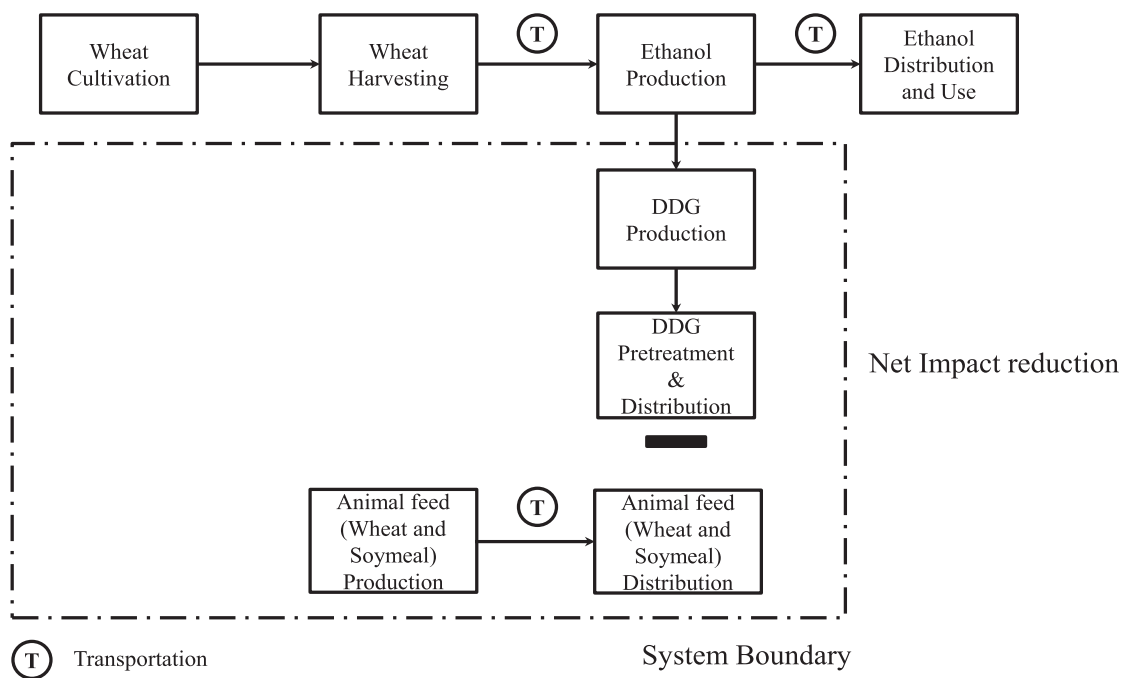 Wheat
Cultivation
Wheat
Harvesting
T
Ethanol
Production
T
Ethanol
Distribution
and Use
DDG
Production
DDG
Pretreatment
&
Distribution
Net Impact reduction
Animal feed
(Wheat and
Soymeal)
Production
T
Animal feed
(Wheat and
Soymeal)
Distribution
T Transportation
System Boundary